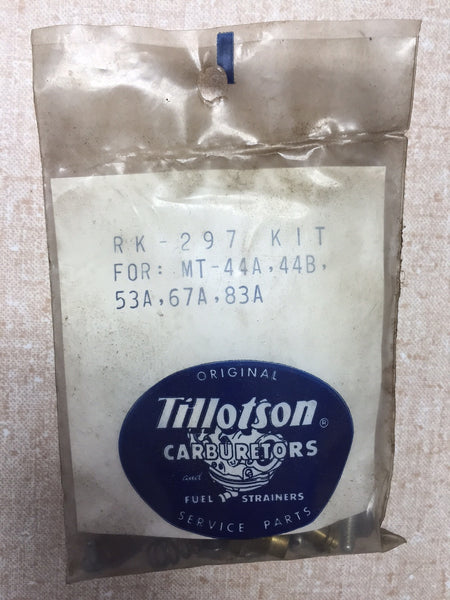 RK-297 KIT
FOR: MT-44A,44B,
53A,67A,83A
ORIGINAL
Tillotson®
CARBURETORS
and
FUEL STRAINERS
SERVICE PARTS